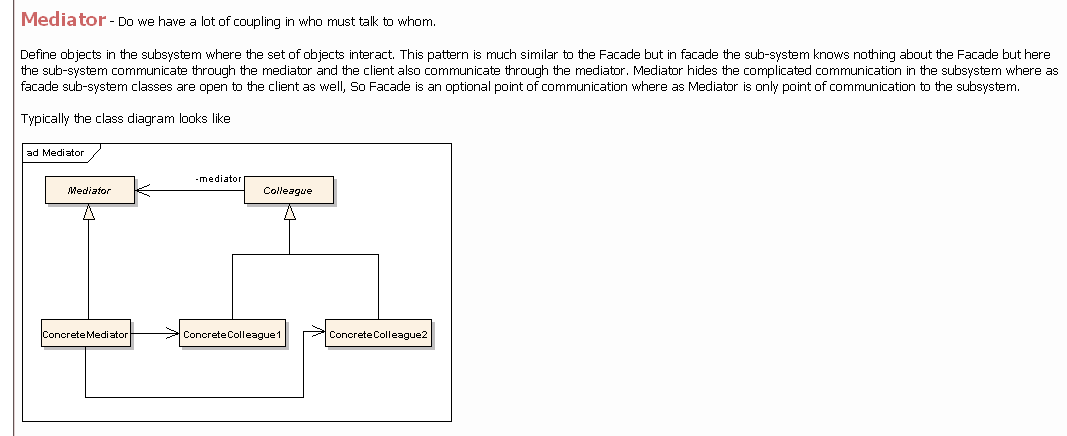 Mediator - Do we have a lot of coupling in who must talk to whom.
Define objects in the subsystem where the set of objects interact. This pattern is much similar to the Facade but in facade the sub-system knows nothing about the Facade but here
the sub-system communicate through the mediator and the client also communicate through the mediator. Mediator hides the complicated communication in the subsystem where as
facade sub-system classes are open to the client as well, So Facade is an optional point of communication where as Mediator is only point of communication to the subsystem.
Typically the class diagram looks like
ad Mediator
-mediator
Mediator
Colleague
ConcreteMediator
ConcreteColleague1
ConcreteColleague2